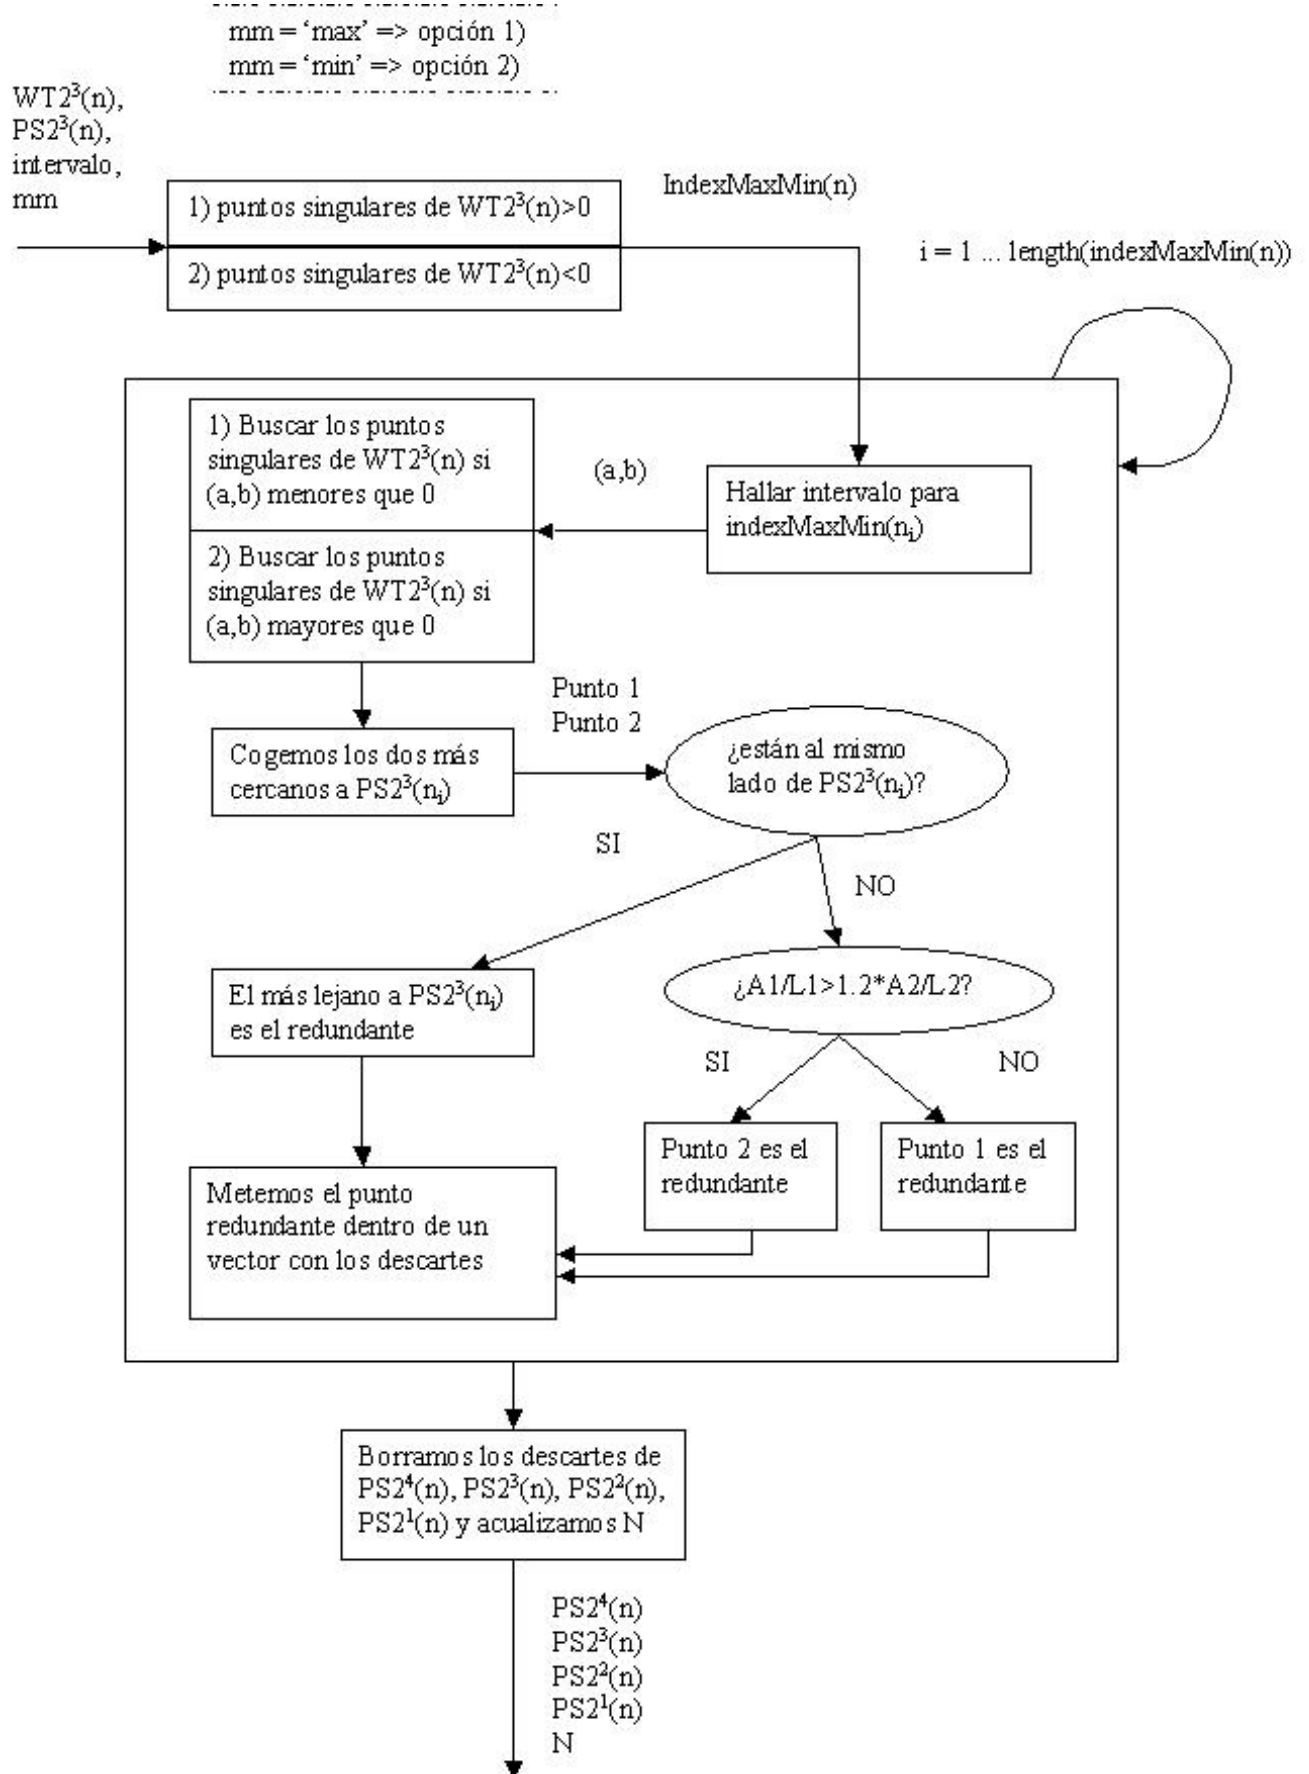 mm = ‘max’ => opción 1)
mm = ‘min’ => opción 2)
WT2³(n),
PS2³(n),
intervalo,
mm
1) puntos singulares de WT2³(n)>0
2) puntos singulares de WT2³(n)<0
IndexMaxMin(n)
i = 1 ... length(indexMaxMin(n))
1) Buscar los puntos
singulares de WT2³(n) si
(a,b) menores que 0
2) Buscar los puntos
singulares de WT2³(n) si
(a,b) mayores que 0
(a,b)
Hallar intervalo para
indexMaxMin(nᵢ)
Cogemos los dos más
cercanos a PS2³(nᵢ)
Punto 1
Punto 2
¿están al mismo
lado de PS2³(nᵢ)?
SI
NO
El más lejano a PS2³(nᵢ)
es el redundante
¿A1/L1>1.2*A2/L2?
SI
NO
Punto 2 es el
redundante
Punto 1 es el
redundante
Metemos el punto
redundante dentro de un
vector con los descartes
Borramos los descartes de
PS2⁴(n), PS2³(n), PS2²(n),
PS2¹(n) y acualizamos N
PS2⁴(n)
PS2³(n)
PS2²(n)
PS2¹(n)
N